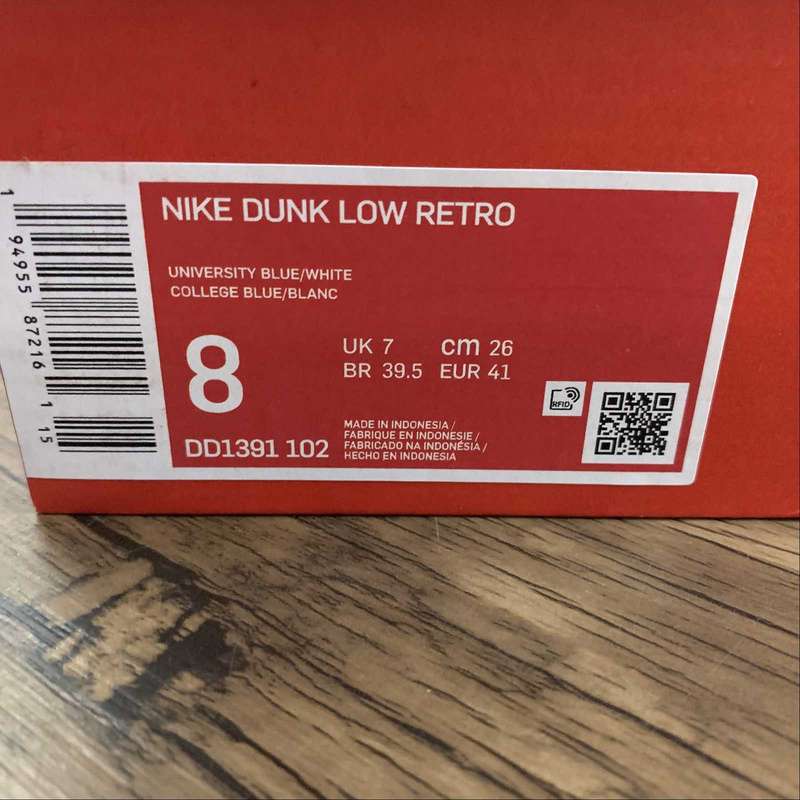 NIKE DUNK LOW RETRO
UNIVERSITY BLUE/WHITE
COLLEGE BLUE/BLANC
8
UK 7 cm 26
BR 39.5 EUR 41
DD1391 102
MADE IN INDONESIA /
FABRIQUE EN INDONESIE /
FABRICADO NA INDONÉSIA /
HECHO EN INDONESIA
RFID
1 94955 87216 1 15